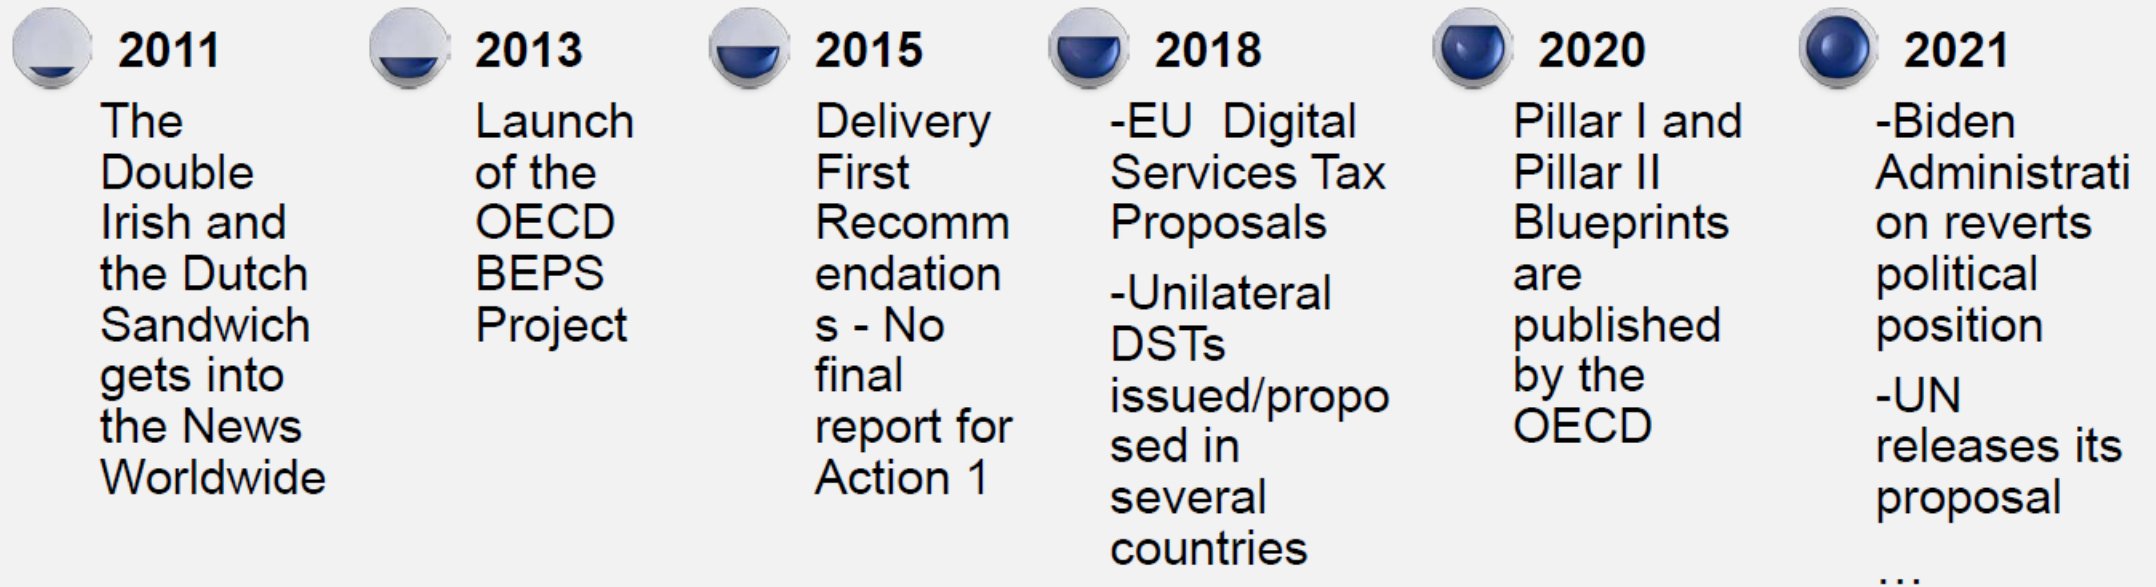 2011
The
Double
Irish and
the Dutch
Sandwich
gets into
the News
Worldwide
2013
Launch
of the
OECD
BEPS
Project
2015
Delivery
First
Recomm
endation
s - No
final
report for
Action 1
2018
-EU  Digital
Services Tax
Proposals
-Unilateral
DSTs
issued/propo
sed in
several
countries
2020
Pillar I and
Pillar II
Blueprints
are
published
by the
OECD
2021
-Biden
Administrati
on reverts
political
position
-UN
releases its
proposal
…